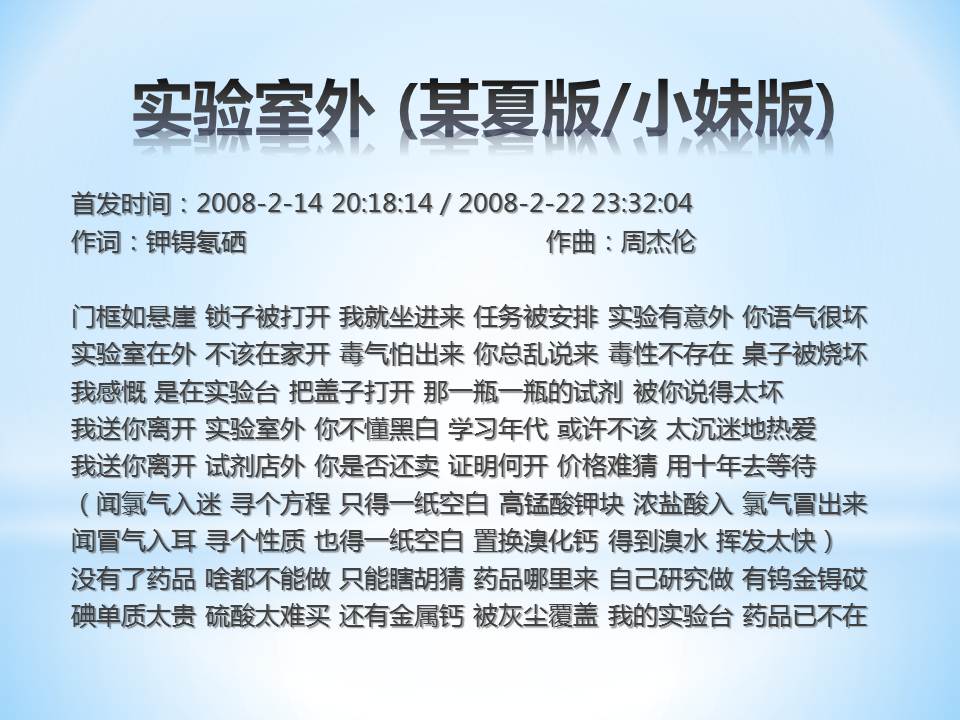 实验室外 (某夏版/小妹版)
首发时间：2008-2-14 20:18:14 / 2008-2-22 23:32:04
作词：钾锝氡硒 作曲：周杰伦
门框如悬崖 锁子被打开 我就坐进来 任务被安排 实验有意外 你语气很坏
实验室在外 不该在家开 毒气怕出来 你总乱说来 毒性不存在 桌子被烧坏
我感慨 是在实验台 把盖子打开 那一瓶一瓶的试剂 被你说得太坏
我送你离开 实验室外 你不懂黑白 学习年代 或许不该 太沉迷地热爱
我送你离开 试剂店外 你是否还卖 证明何开 价格难猜 用十年去等待
（闻氯气入迷 寻个方程 只得一纸空白 高锰酸钾块 浓盐酸入 氯气冒出来
闻冒气入耳 寻个性质 也得一纸空白 置换溴化钙 得到溴水 挥发太快）
没有了药品 啥都不能做 只能瞎胡猜 药品哪里来 自己研究做 有钨金锝砹
碘单质太贵 硫酸太难买 还有金属钙 被灰尘覆盖 我的实验台 药品已不在